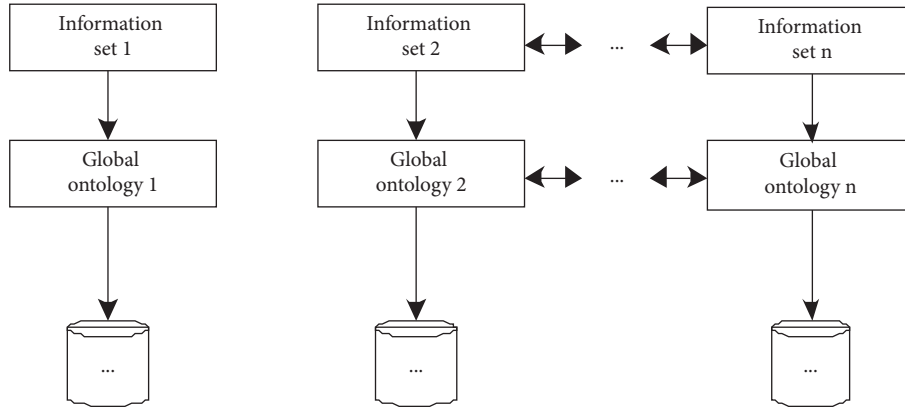 Information
set 1
Information
set 2
...
Information
set n
Global
ontology 1
Global
ontology 2
...
Global
ontology n
...
...
...